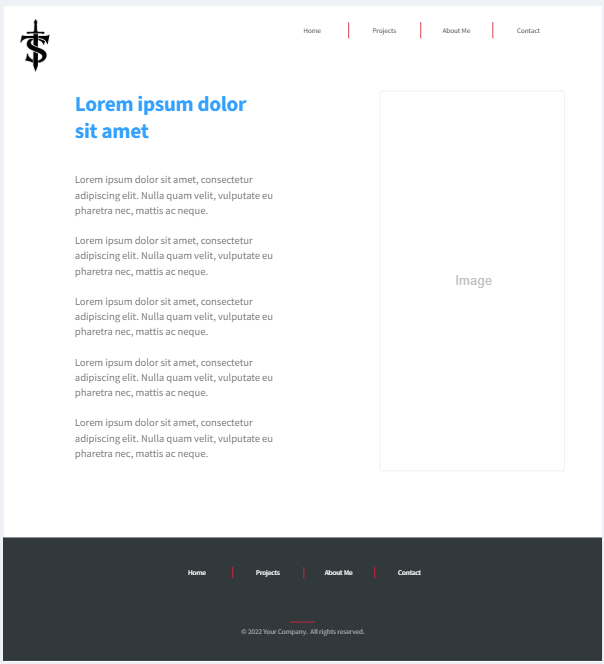 Home Projects About Me Contact
Lorem ipsum dolor
sit amet
Lorem ipsum dolor sit amet, consectetur
adipiscing elit. Nulla quam velit, vulputate eu
pharetra nec, mattis ac neque.
Lorem ipsum dolor sit amet, consectetur
adipiscing elit. Nulla quam velit, vulputate eu
pharetra nec, mattis ac neque.
Lorem ipsum dolor sit amet, consectetur
adipiscing elit. Nulla quam velit, vulputate eu
pharetra nec, mattis ac neque.
Lorem ipsum dolor sit amet, consectetur
adipiscing elit. Nulla quam velit, vulputate eu
pharetra nec, mattis ac neque.
Lorem ipsum dolor sit amet, consectetur
adipiscing elit. Nulla quam velit, vulputate eu
pharetra nec, mattis ac neque.
Image
Home Projects About Me Contact
© 2022 Your Company. All rights reserved.